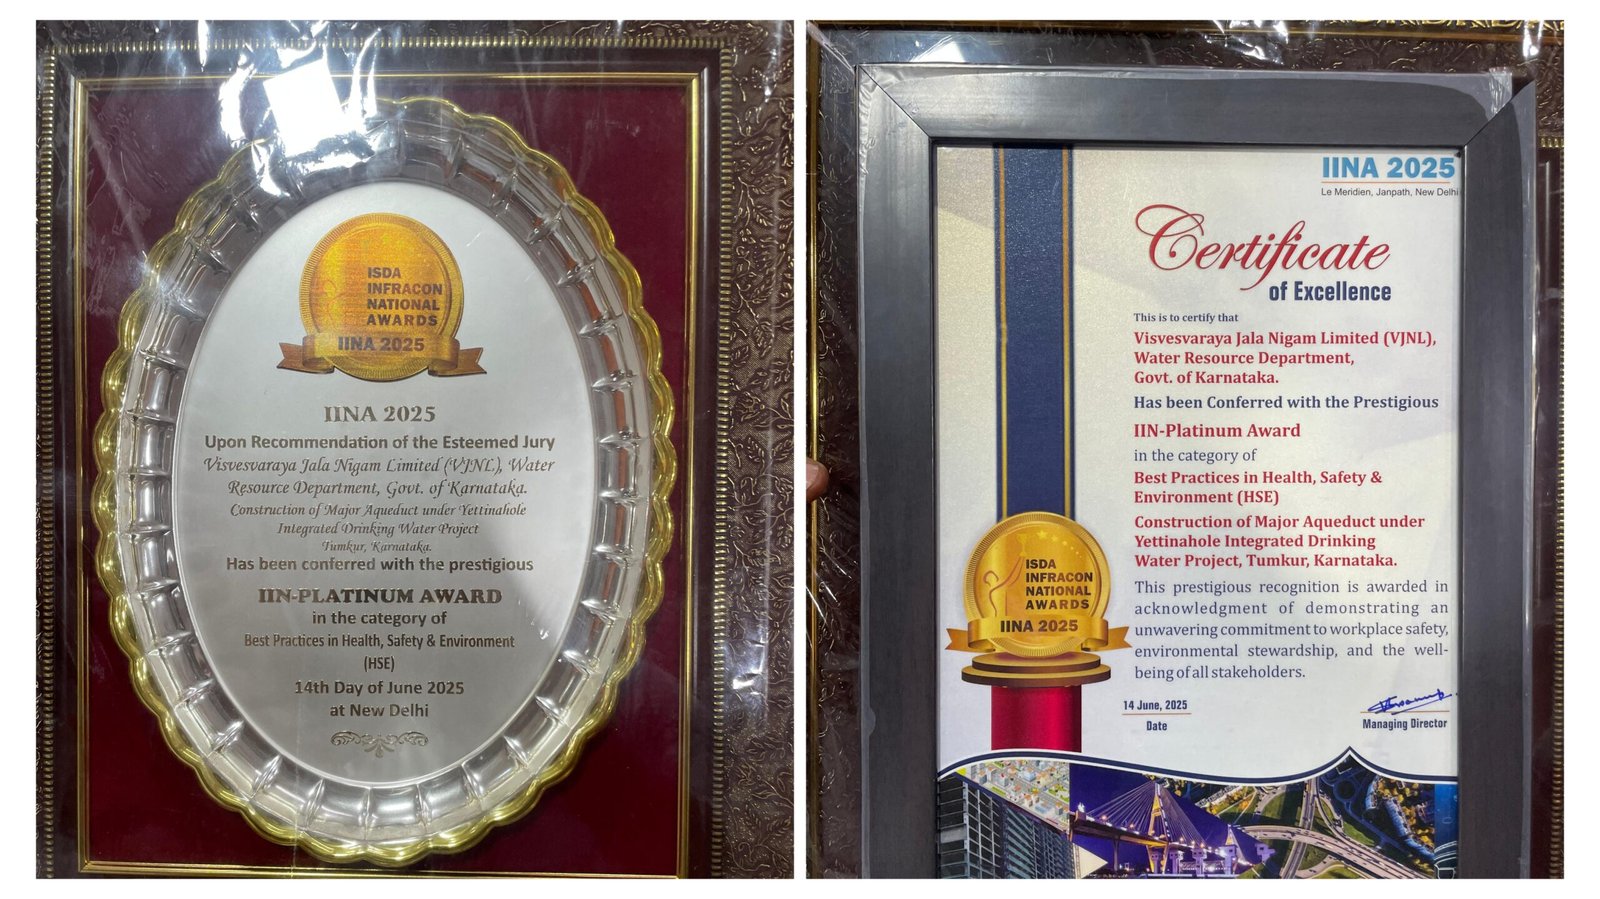 ISDA
INFRACON
NATIONAL
AWARDS
IINA 2025
IINA 2025
Upon Recommendation of the Esteemed Jury
Visvesvaraya Jala Nigam Limited (VJNL), Water
Resource Department, Govt. of Karnataka.
Construction of Major Aqueduct under Yettinahole
Integrated Drinking Water Project
Tumkur, Karnataka.
Has been conferred with the prestigious
IIN-PLATINUM AWARD
in the category of
Best Practices in Health, Safety & Environment
(HSE)
14th Day of June 2025
at New Delhi
IINA 2025
Le Meridien, Janpath, New Delhi
Certificate
of Excellence
This is to certify that
Visvesvaraya Jala Nigam Limited (VJNL),
Water Resource Department,
Govt. of Karnataka.
Has been Conferred with the Prestigious
IIN-Platinum Award
in the category of
Best Practices in Health, Safety &
Environment (HSE)
Construction of Major Aqueduct under
Yettinahole Integrated Drinking
Water Project, Tumkur, Karnataka.
This prestigious recognition is awarded in
acknowledgment of demonstrating an
unwavering commitment to workplace safety,
environmental stewardship, and the well-
being of all stakeholders.
ISDA
INFRACON
NATIONAL
AWARDS
IINA 2025
14 June, 2025
Date
Managing Director